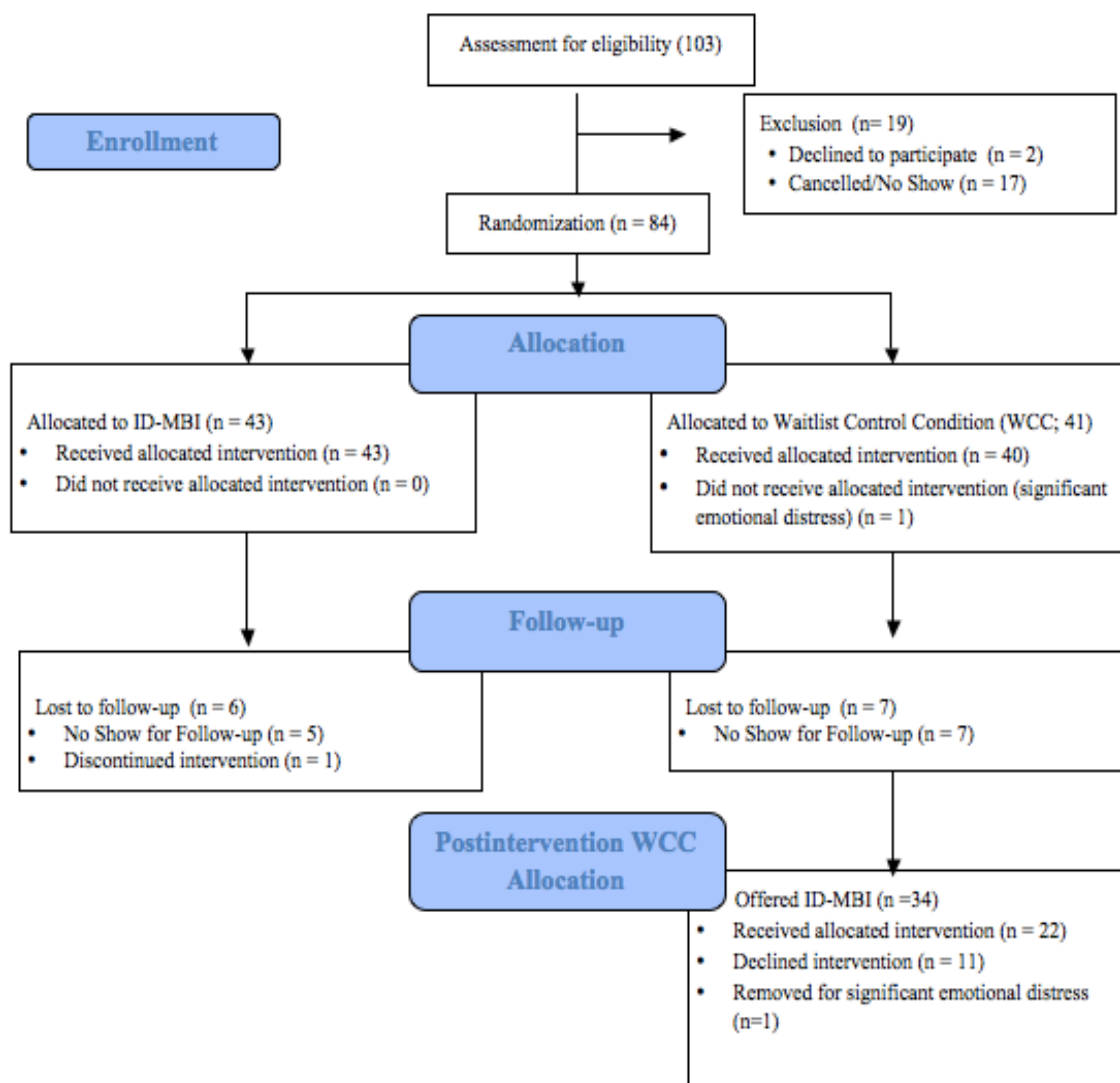 Assessment for eligibility (103)
Enrollment
Exclusion (n= 19)
• Declined to participate (n = 2)
• Cancelled/No Show (n = 17)
Randomization (n = 84)
Allocation
Allocated to ID-MBI (n = 43)
• Received allocated intervention (n = 43)
• Did not receive allocated intervention (n = 0)
Allocated to Waitlist Control Condition (WCC; 41)
• Received allocated intervention (n = 40)
• Did not receive allocated intervention (significant
emotional distress) (n = 1)
Follow-up
Lost to follow-up (n = 6)
• No Show for Follow-up (n = 5)
• Discontinued intervention (n = 1)
Lost to follow-up (n = 7)
• No Show for Follow-up (n = 7)
Postintervention WCC
Allocation
Offered ID-MBI (n =34)
• Received allocated intervention (n = 22)
• Declined intervention (n = 11)
• Removed for significant emotional distress
(n=1)